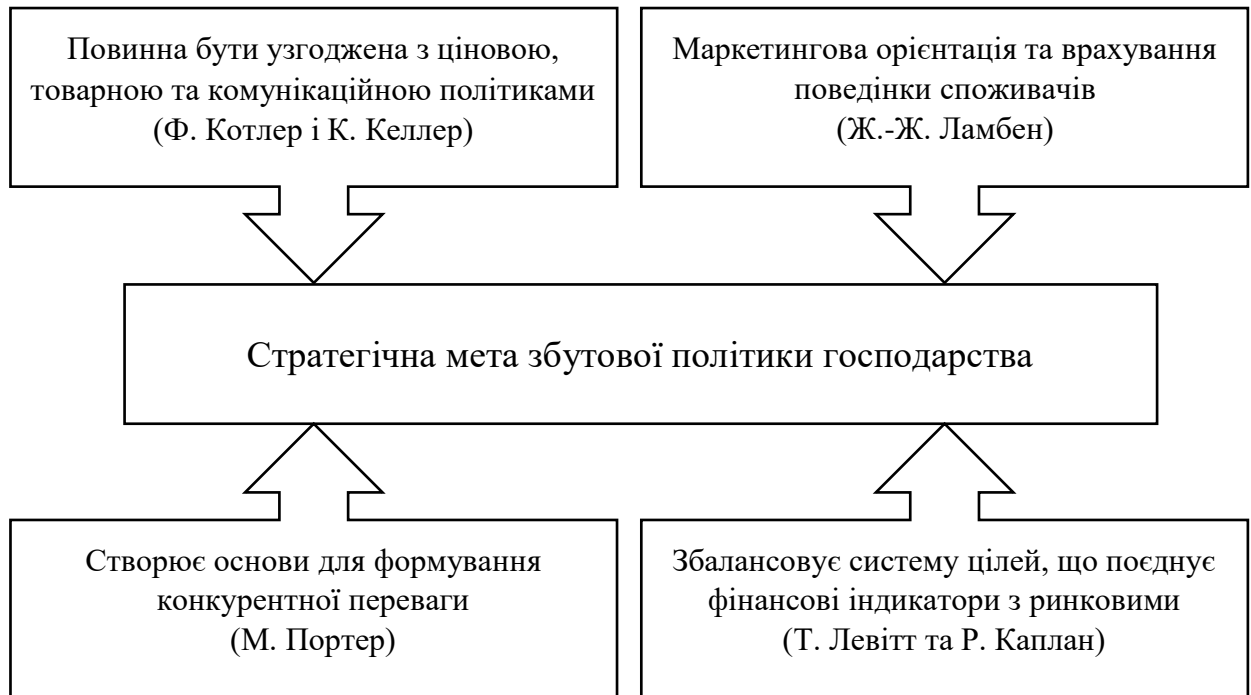 Повинна бути узгоджена з ціновою,
товарною та комунікаційною політиками
(Ф. Котлер і К. Келлер)
Маркетингова орієнтація та врахування
поведінки споживачів
(Ж.-Ж. Ламбен)
Стратегічна мета збутової політики господарства
Створює основи для формування
конкурентної переваги
(М. Портер)
Збалансовує систему цілей, що поєднує
фінансові індикатори з ринковими
(Т. Левітт та Р. Каплан)